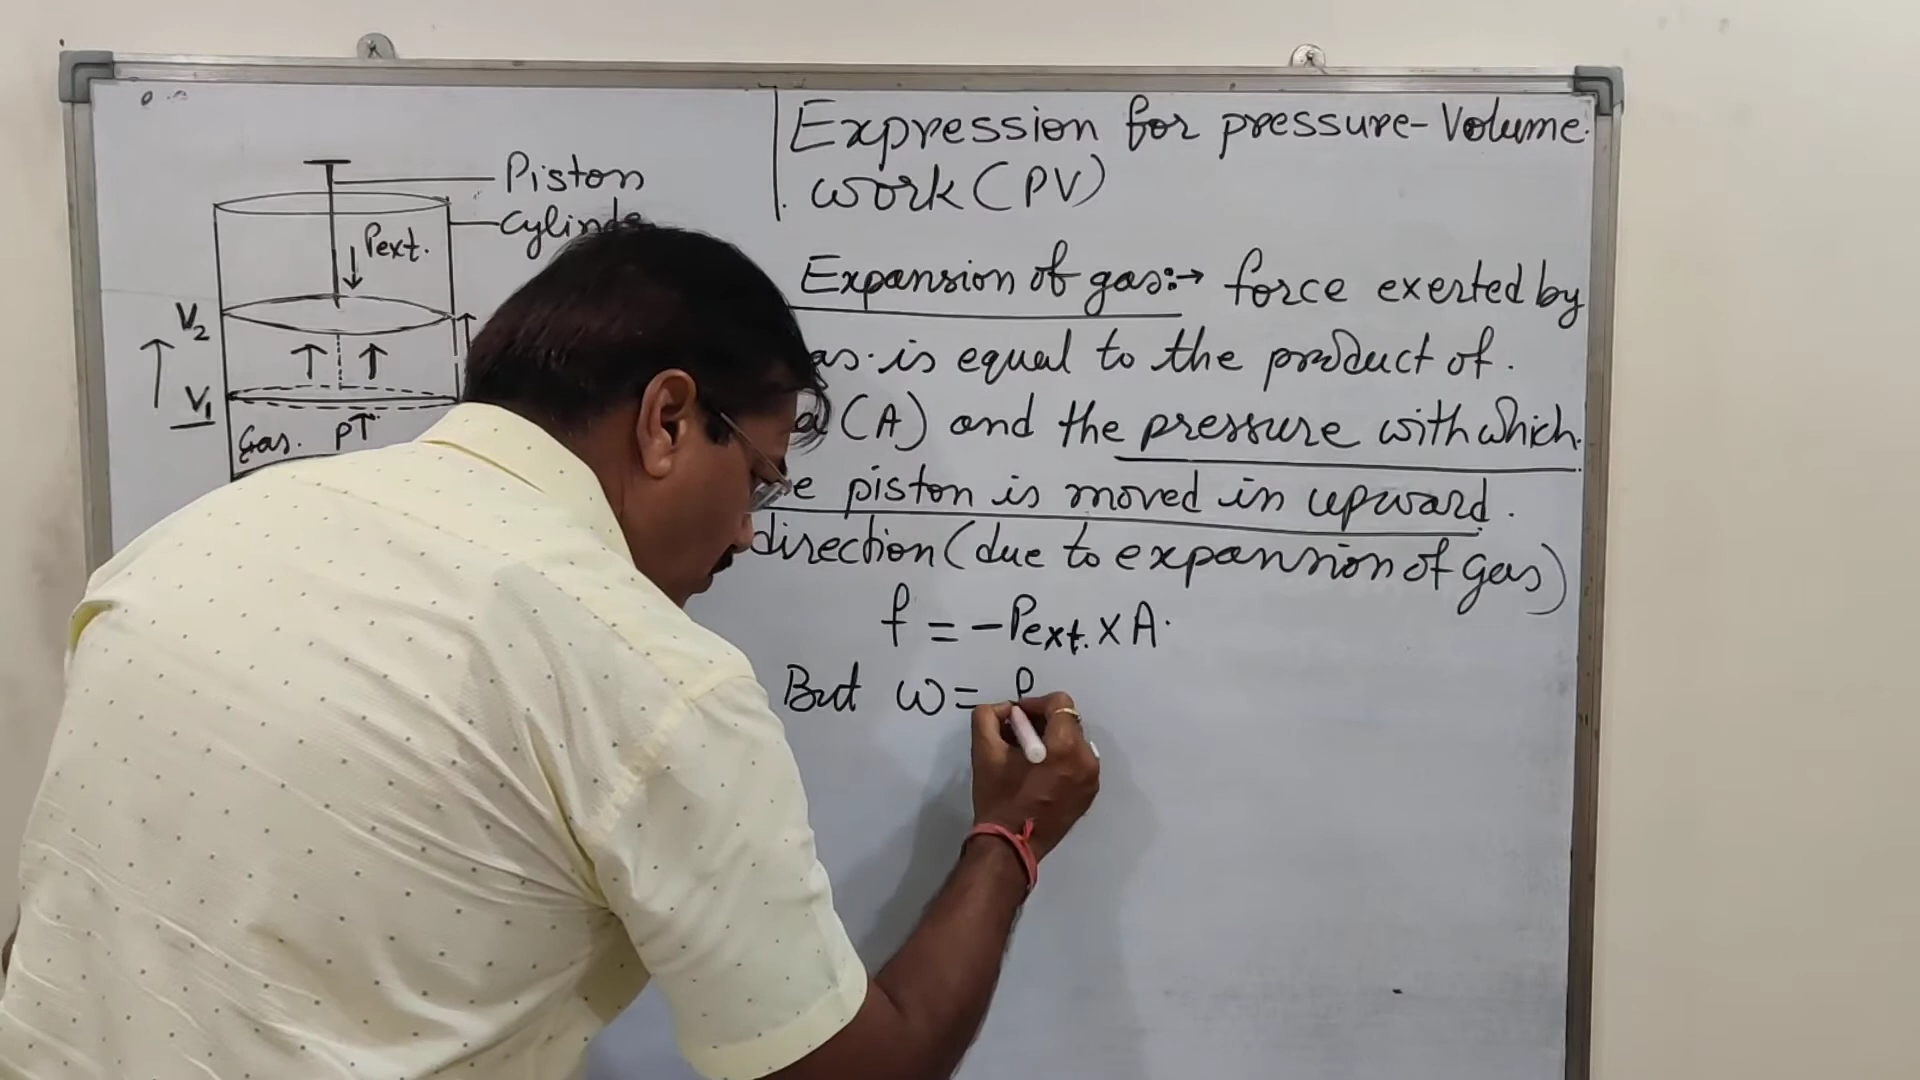 Expression for pressure-Volume
work (PV)
Piston
Pext.
V2
V1
Gas.
Expansion of gas:→ force exerted by
is equal to the product of.
(A) and the pressure with which
piston is moved in upward.
direction (due to expansion of gas)
f = -Pext. x A.
But w =